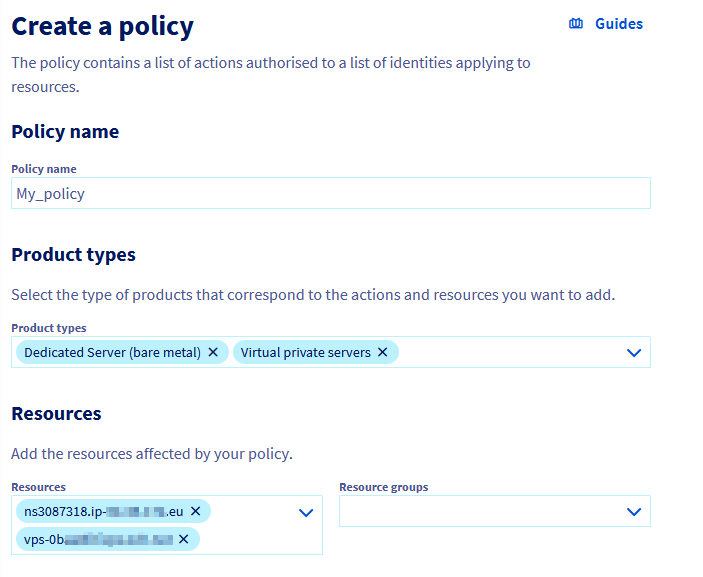 Create a policy
Guides
The policy contains a list of actions authorised to a list of identities applying to
resources.
Policy name
Policy name
My_policy
Product types
Select the type of products that correspond to the actions and resources you want to add.
Product types
Dedicated Server (bare metal) ✕ Virtual private servers ✕
Resources
Add the resources affected by your policy.
Resources
Resource groups
ns3087318.ip- .eu ✕
vps-0b ✕